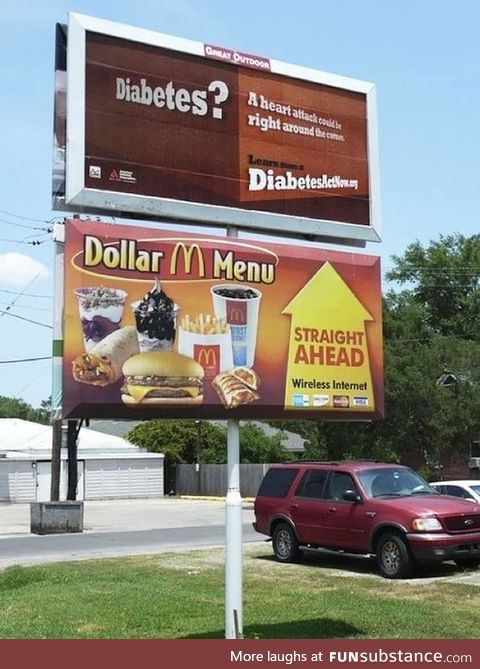 GREAT OUTDOOR
Diabetes?
A heart attack could be
right around the corner.
Learn more at
DiabetesActNow.org
Dollar M Menu
STRAIGHT
AHEAD
Wireless Internet
VISA
More laughs at FUNsubstance.com